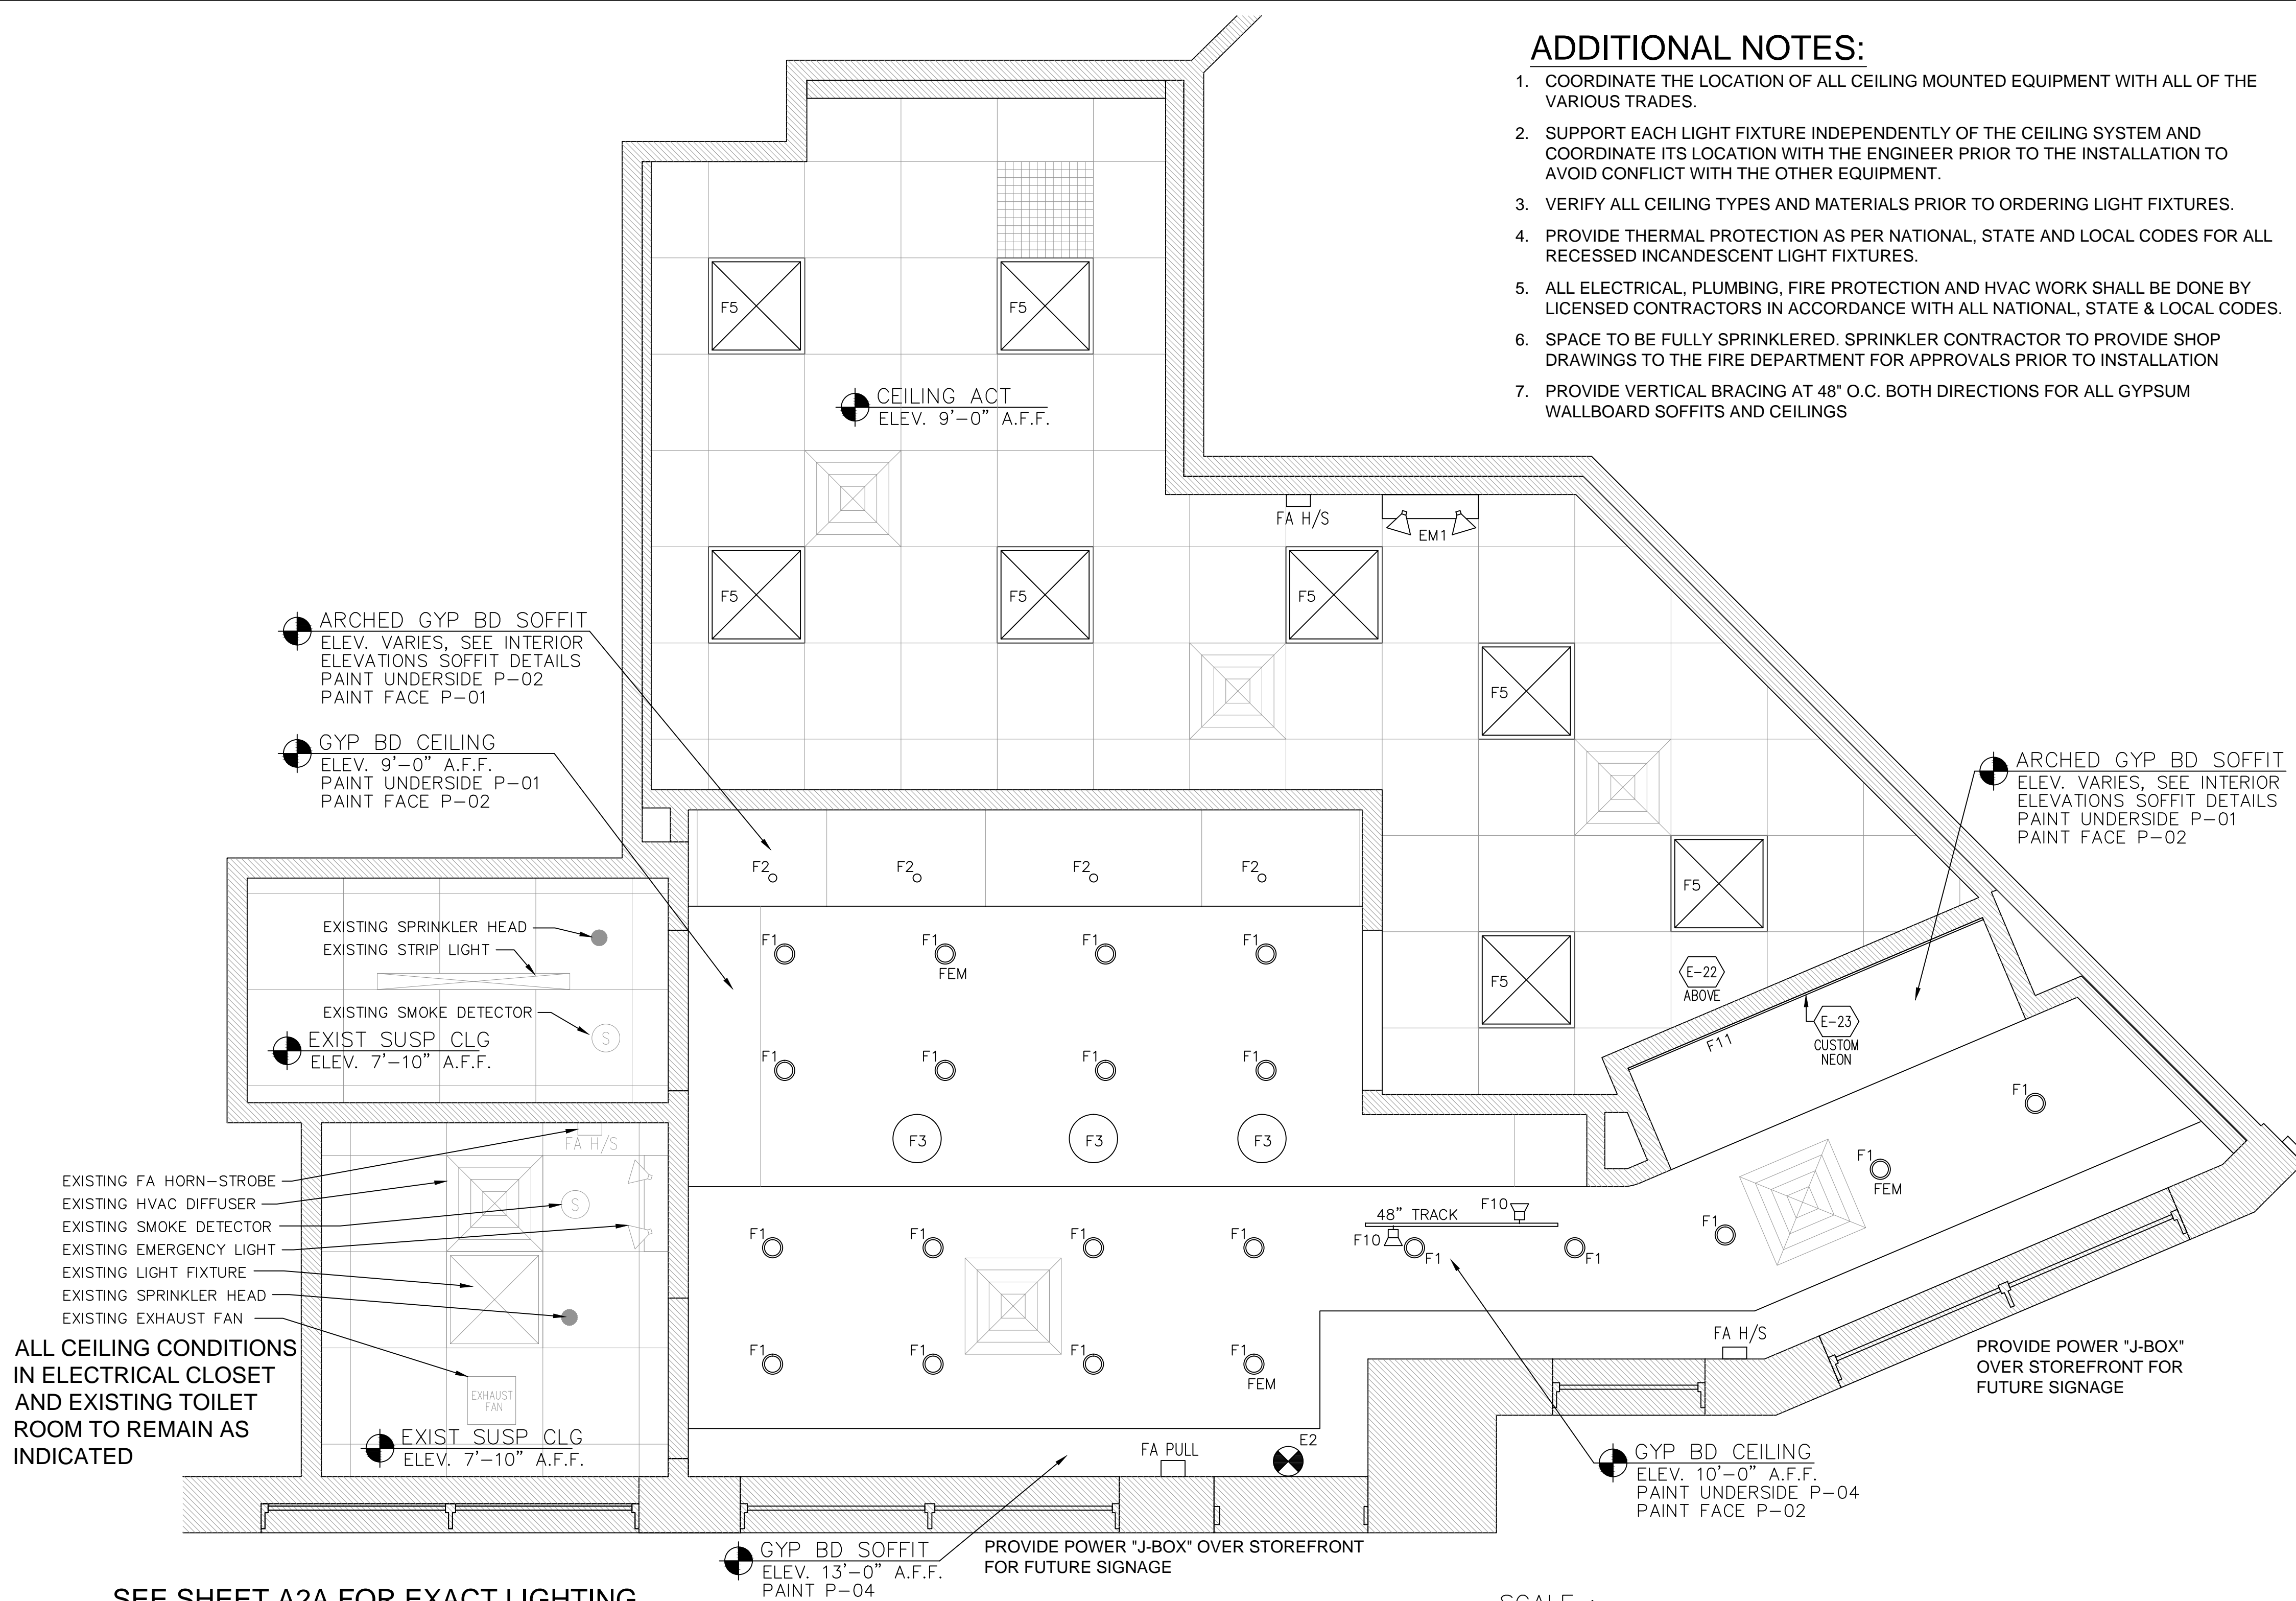 ADDITIONAL NOTES:
1. COORDINATE THE LOCATION OF ALL CEILING MOUNTED EQUIPMENT WITH ALL OF THE
VARIOUS TRADES.
2. SUPPORT EACH LIGHT FIXTURE INDEPENDENTLY OF THE CEILING SYSTEM AND
COORDINATE ITS LOCATION WITH THE ENGINEER PRIOR TO THE INSTALLATION TO
AVOID CONFLICT WITH THE OTHER EQUIPMENT.
3. VERIFY ALL CEILING TYPES AND MATERIALS PRIOR TO ORDERING LIGHT FIXTURES.
4. PROVIDE THERMAL PROTECTION AS PER NATIONAL, STATE AND LOCAL CODES FOR ALL
RECESSED INCANDESCENT LIGHT FIXTURES.
5. ALL ELECTRICAL, PLUMBING, FIRE PROTECTION AND HVAC WORK SHALL BE DONE BY
LICENSED CONTRACTORS IN ACCORDANCE WITH ALL NATIONAL, STATE & LOCAL CODES.
6. SPACE TO BE FULLY SPRINKLERED. SPRINKLER CONTRACTOR TO PROVIDE SHOP
DRAWINGS TO THE FIRE DEPARTMENT FOR APPROVALS PRIOR TO INSTALLATION
7. PROVIDE VERTICAL BRACING AT 48" O.C. BOTH DIRECTIONS FOR ALL GYPSUM
WALLBOARD SOFFITS AND CEILINGS
F5
F5
CEILING ACT
ELEV. 9'-0" A.F.F.
FA H/S
EM1
F5
F5
F5
ARCHED GYP BD SOFFIT
ELEV. VARIES, SEE INTERIOR
ELEVATIONS SOFFIT DETAILS
PAINT UNDERSIDE P-02
PAINT FACE P-01
F5
GYP BD CEILING
ELEV. 9'-0" A.F.F.
PAINT UNDERSIDE P-01
PAINT FACE P-02
ARCHED GYP BD SOFFIT
ELEV. VARIES, SEE INTERIOR
ELEVATIONS SOFFIT DETAILS
PAINT UNDERSIDE P-01
PAINT FACE P-02
F2
F2
F2
F2
F5
EXISTING SPRINKLER HEAD
EXISTING STRIP LIGHT
EXISTING SMOKE DETECTOR
S
EXIST SUSP CLG
ELEV. 7'-10" A.F.F.
F1
F1
FEM
F1
F1
F5
E-22
ABOVE
E-23
CUSTOM
NEON
F11
F1
F1
F1
F1
F1
F3
F3
F3
FA H/S
EXISTING FA HORN-STROBE
EXISTING HVAC DIFFUSER
EXISTING SMOKE DETECTOR
EXISTING EMERGENCY LIGHT
EXISTING LIGHT FIXTURE
EXISTING SPRINKLER HEAD
EXISTING EXHAUST FAN
S
F1
FEM
48" TRACK
F10
F10
F1
F1
F1
F1
F1
F1
F1
F1
F1
F1
F1
F1
FEM
ALL CEILING CONDITIONS
IN ELECTRICAL CLOSET
AND EXISTING TOILET
ROOM TO REMAIN AS
INDICATED
EXHAUST
FAN
EXIST SUSP CLG
ELEV. 7'-10" A.F.F.
FA H/S
PROVIDE POWER "J-BOX"
OVER STOREFRONT FOR
FUTURE SIGNAGE
FA PULL
E2
GYP BD CEILING
ELEV. 10'-0" A.F.F.
PAINT UNDERSIDE P-04
PAINT FACE P-02
GYP BD SOFFIT
ELEV. 13'-0" A.F.F.
PAINT P-04
PROVIDE POWER "J-BOX" OVER STOREFRONT
FOR FUTURE SIGNAGE
SEE SHEET A2A FOR EXACT LIGHTING
SCALE